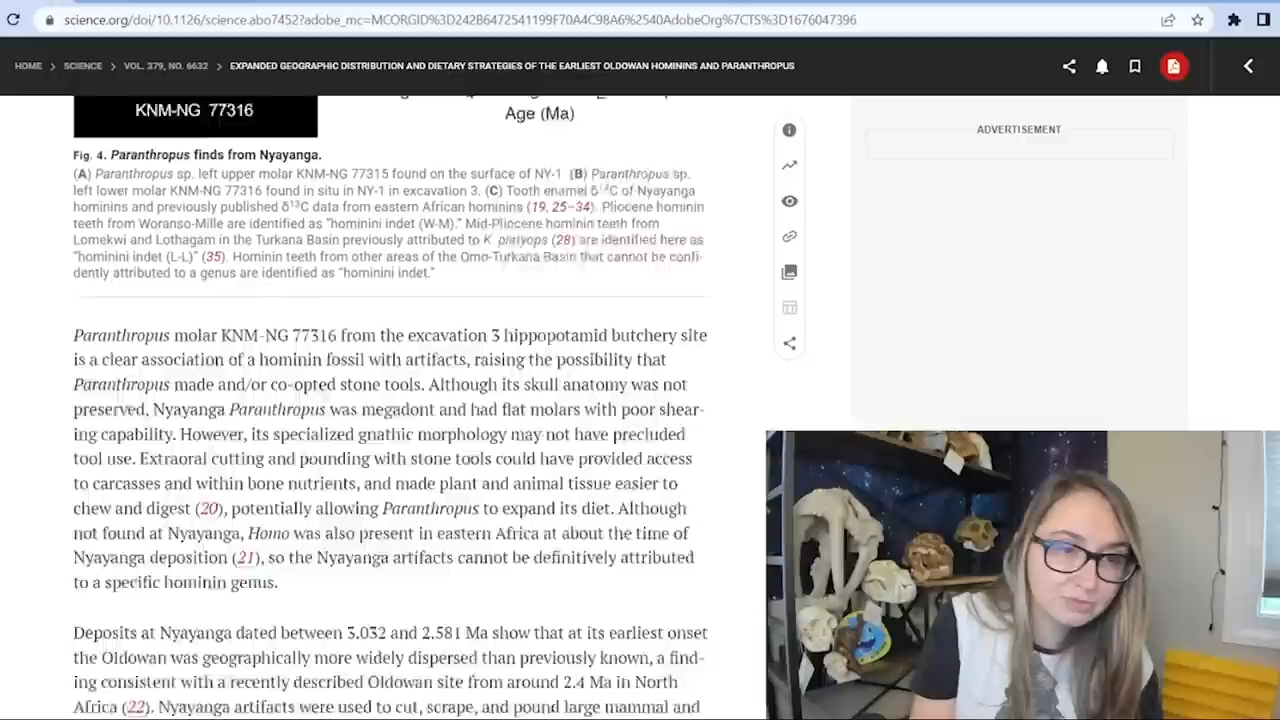 science.org/doi/10.1126/science.abo7452?adobe_mc=MCORGID%3D242B6472541199F70A4C98A6%2540AdobeOrg%7CTS%3D1676047396
HOME > SCIENCE > VOL. 379, NO. 6632 > EXPANDED GEOGRAPHIC DISTRIBUTION AND DIETARY STRATEGIES OF THE EARLIEST OLDOWAN HOMININS AND PARANTHROPUS
KNM-NG 77316
Age (Ma)
ADVERTISEMENT
Fig. 4. Paranthropus finds from Nyayanga.
(A) Paranthropus sp. left upper molar KNM-NG 77315 found on the surface of NY-1. (B) Paranthropus sp.
left lower molar KNM-NG 77316 found in situ in NY-1 in excavation 3. (C) Tooth enamel δ¹³C of Nyayanga
hominins and previously published δ¹³C data from eastern African hominins (19, 25–34). Pliocene hominin
teeth from Woranso-Mille are identified as “hominini indet (W-M).” Mid-Pliocene hominin teeth from
Lomekwi and Lothagam in the Turkana Basin previously attributed to K. platyops (28) are identified here as
“hominini indet (L-L)” (35). Hominin teeth from other areas of the Omo-Turkana Basin that cannot be confi-
dently attributed to a genus are identified as “hominini indet.”
Paranthropus molar KNM-NG 77316 from the excavation 3 hippopotamid butchery site
is a clear association of a hominin fossil with artifacts, raising the possibility that
Paranthropus made and/or co-opted stone tools. Although its skull anatomy was not
preserved, Nyayanga Paranthropus was megadont and had flat molars with poor shear-
ing capability. However, its specialized gnathic morphology may not have precluded
tool use. Extraoral cutting and pounding with stone tools could have provided access
to carcasses and within bone nutrients, and made plant and animal tissue easier to
chew and digest (20), potentially allowing Paranthropus to expand its diet. Although
not found at Nyayanga, Homo was also present in eastern Africa at about the time of
Nyayanga deposition (21), so the Nyayanga artifacts cannot be definitively attributed
to a specific hominin genus.
Deposits at Nyayanga dated between 3.032 and 2.581 Ma show that at its earliest onset
the Oldowan was geographically more widely dispersed than previously known, a find-
ing consistent with a recently described Oldowan site from around 2.4 Ma in North
Africa (22). Nyayanga artifacts were used to cut, scrape, and pound large mammal and